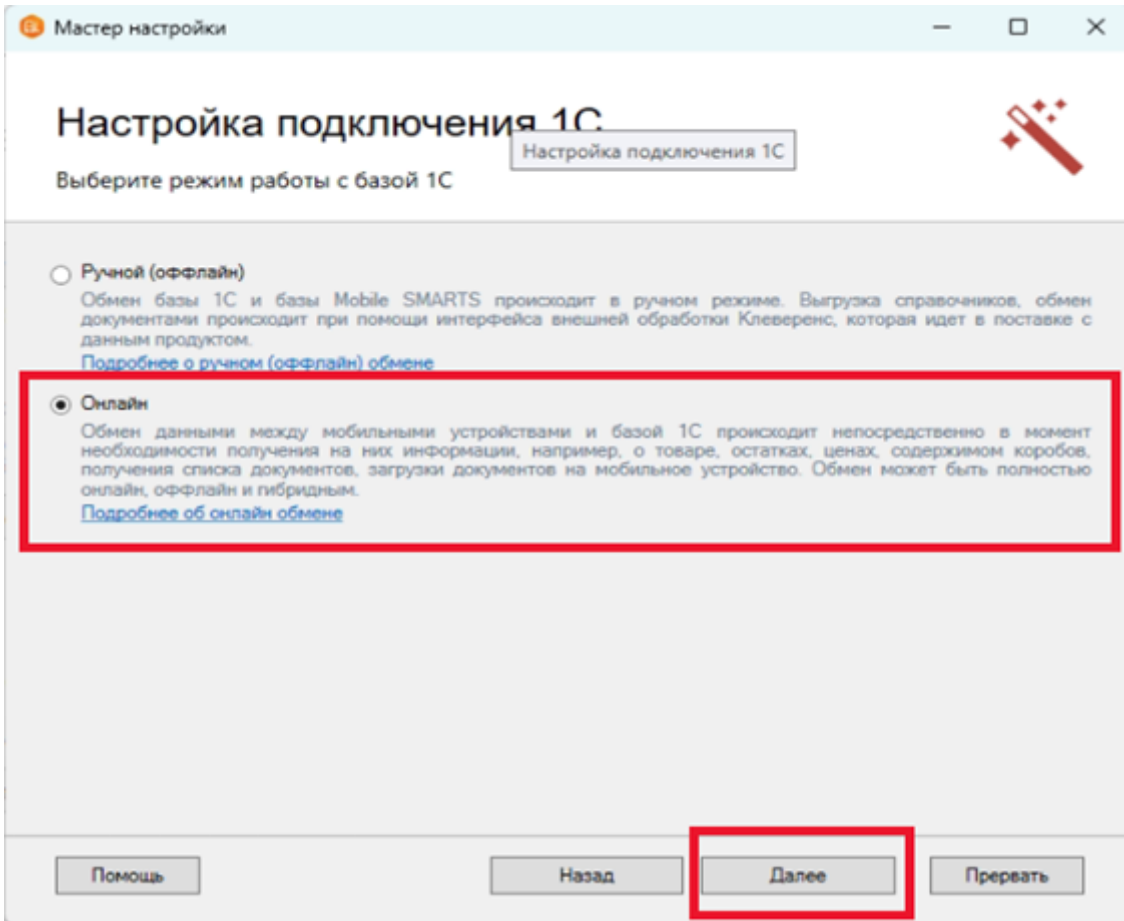 Мастер настройки
Настройка подключения 1С
Настройка подключения 1С
Выберите режим работы с базой 1С
Ручной (оффлайн)
Обмен базы 1С и базы Mobile SMARTS происходит в ручном режиме. Выгрузка справочников, обмен
документами происходит при помощи интерфейса внешней обработки Клеверенс, которая идет в поставке с
данным продуктом.
Подробнее о ручном (оффлайн) обмене
Онлайн
Обмен данными между мобильными устройствами и базой 1С происходит непосредственно в момент
необходимости получения на них информации, например, о товаре, остатках, ценах, содержимом коробов,
получения списка документов, загрузки документов на мобильное устройство. Обмен может быть полностью
онлайн, оффлайн и гибридным.
Подробнее об онлайн обмене
Помощь
Назад
Далее
Прервать